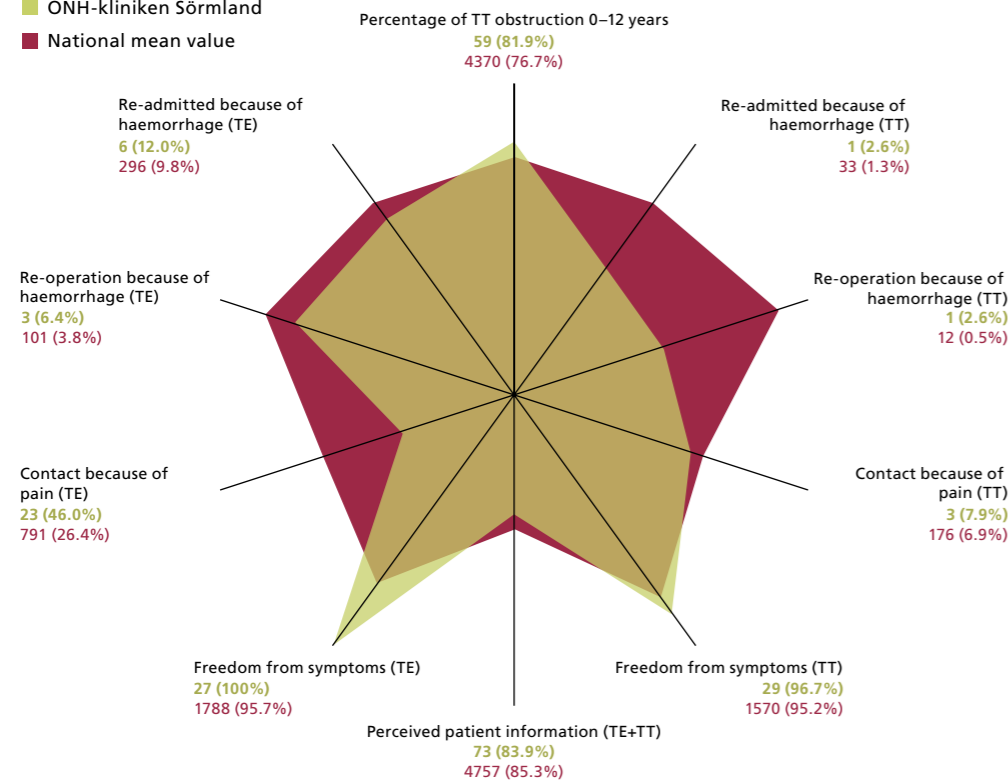 ÖNH-kliniken Sörmland
National mean value
Percentage of TT obstruction 0–12 years
59 (81.9%)
4370 (76.7%)
Re-admitted because of
haemorrhage (TE)
6 (12.0%)
296 (9.8%)
Re-admitted because of
haemorrhage (TT)
1 (2.6%)
33 (1.3%)
Re-operation because of
haemorrhage (TE)
3 (6.4%)
101 (3.8%)
Re-operation because of
haemorrhage (TT)
1 (2.6%)
12 (0.5%)
Contact because of
pain (TE)
23 (46.0%)
791 (26.4%)
Contact because of
pain (TT)
3 (7.9%)
176 (6.9%)
Freedom from symptoms (TE)
27 (100%)
1788 (95.7%)
Freedom from symptoms (TT)
29 (96.7%)
1570 (95.2%)
Perceived patient information (TE+TT)
73 (83.9%)
4757 (85.3%)